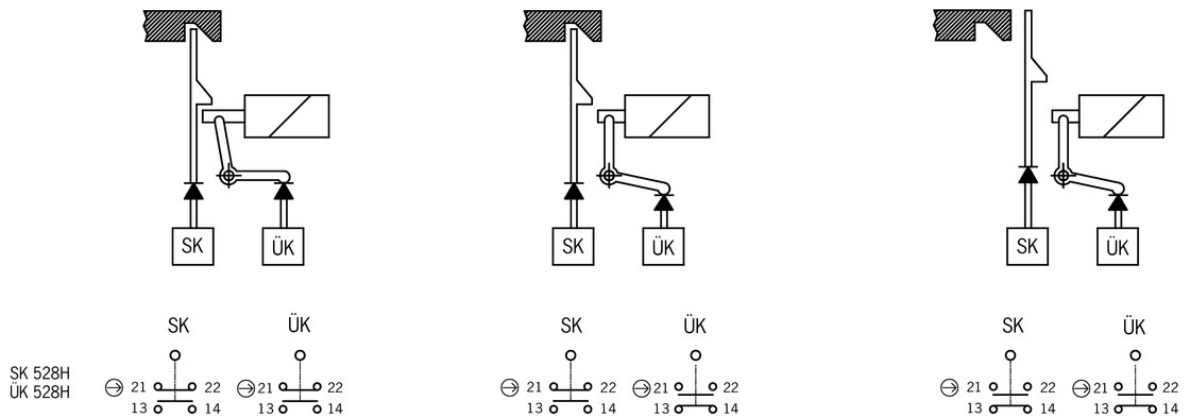 SK ÜK SK ÜK SK ÜK
SK ÜK SK ÜK SK ÜK
SK 528H
ÜK 528H
21 22 21 22 21 22 21 22 21 22 21 22
13 14 13 14 13 14 13 14 13 14 13 14